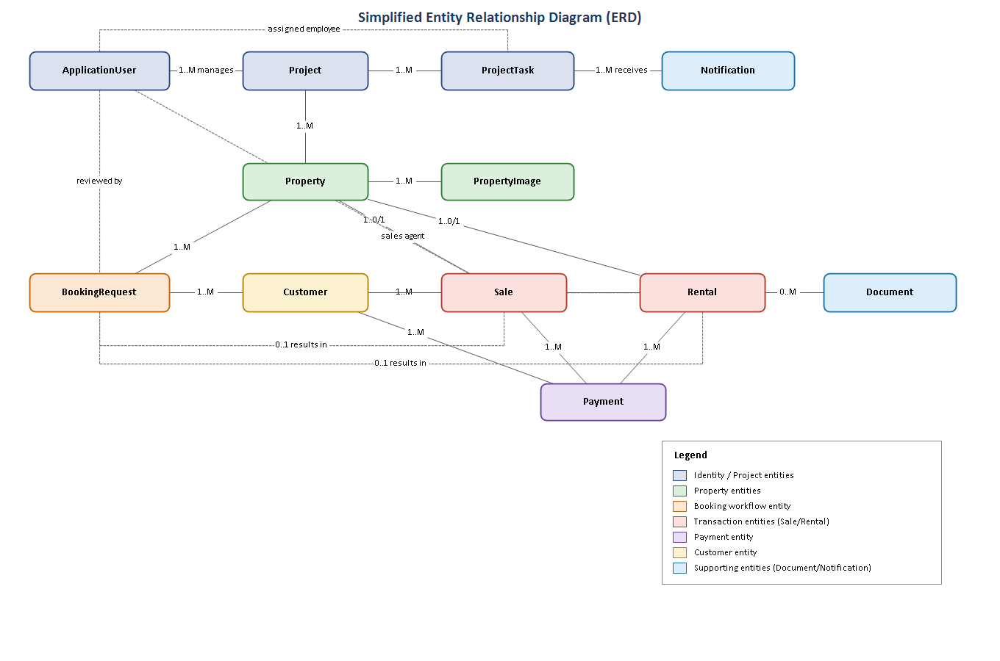 Simplified Entity Relationship Diagram (ERD)
assigned employee
ApplicationUser
1..M manages
Project
1..M
ProjectTask
1..M receives
Notification
1..M
reviewed by
Property
1..M
PropertyImage
1..0/1
1..0/1
sales agent
1..M
BookingRequest
1..M
Customer
1..M
Sale
Rental
0..M
Document
1..M
0..1 results in
1..M
1..M
0..1 results in
Payment
Legend
Identity / Project entities
Property entities
Booking workflow entity
Transaction entities (Sale/Rental)
Payment entity
Customer entity
Supporting entities (Document/Notification)